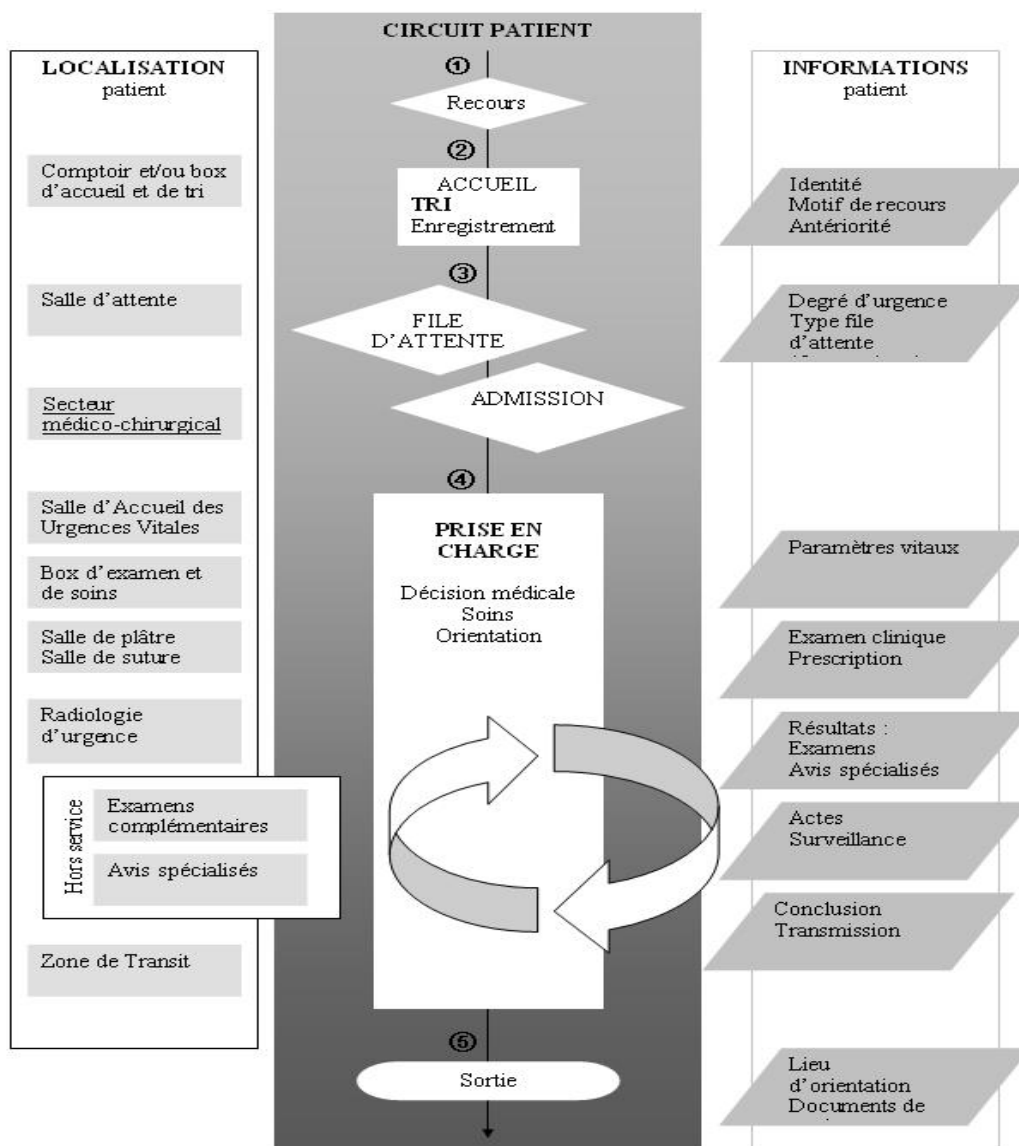 CIRCUIT PATIENT
LOCALISATION
patient
Comptoir et/ou box
d'accueil et de tri
Salle d'attente
Secteur
médico-chirurgical
Salle d'Accueil des
Urgences Vitales
Box d'examen et
de soins
Salle de plâtre
Salle de suture
Radiologie
d'urgence
Hors service
Examens
complémentaires
Avis spécialisés
Zone de Transit
①
Recours
②
ACCUEIL
TRI
Enregistrement
③
FILE
D'ATTENTE
ADMISSION
④
PRISE EN
CHARGE
Décision médicale
Soins
Orientation
⑤
Sortie
INFORMATIONS
patient
Identité
Motif de recours
Antériorité
Degré d'urgence
Type file
d'attente
Paramètres vitaux
Examen clinique
Prescription
Résultats :
Examens
Avis spécialisés
Actes
Surveillance
Conclusion
Transmission
Lieu
d'orientation
Documents de